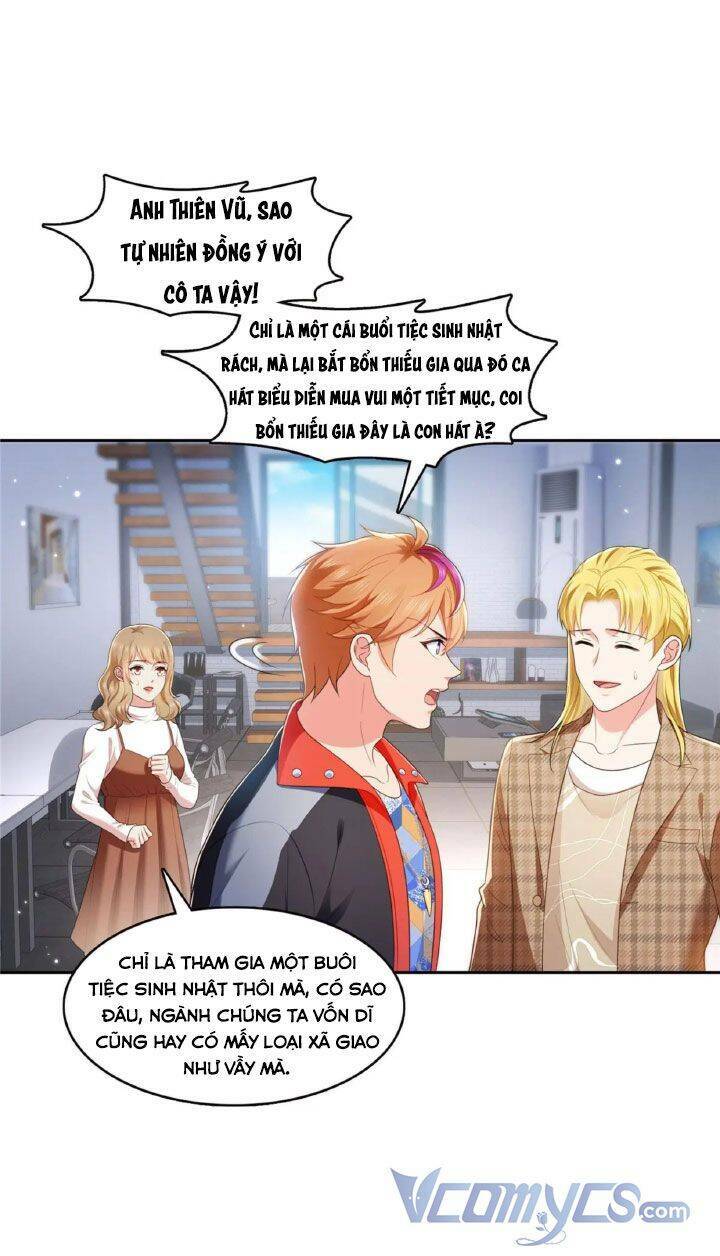 ANH THIÊN VŨ, SAO
TỰ NHIÊN ĐỒNG Ý VỚI
CÔ TA VẬY!
CHỈ LÀ MỘT CÁI BUỔI TIỆC SINH NHẬT
RÁCH, MÀ LẠI BẮT BỔN THIẾU GIA QUA ĐÓ CA
HÁT BIỂU DIỄN MUA VUI MỘT TIẾT MỤC, COI
BỔN THIẾU GIA ĐÂY LÀ CON HÁT À?
CHỈ LÀ THAM GIA MỘT BUÔI
TIỆC SINH NHẬT THÔI MÀ, CÓ SAO
ĐÂU, NGÀNH CHÚNG TA VỐN DĨ
CŨNG HAY CÓ MẤY LOẠI XÃ GIAO
NHƯ VẦY MÀ.
VCOMYCS.com